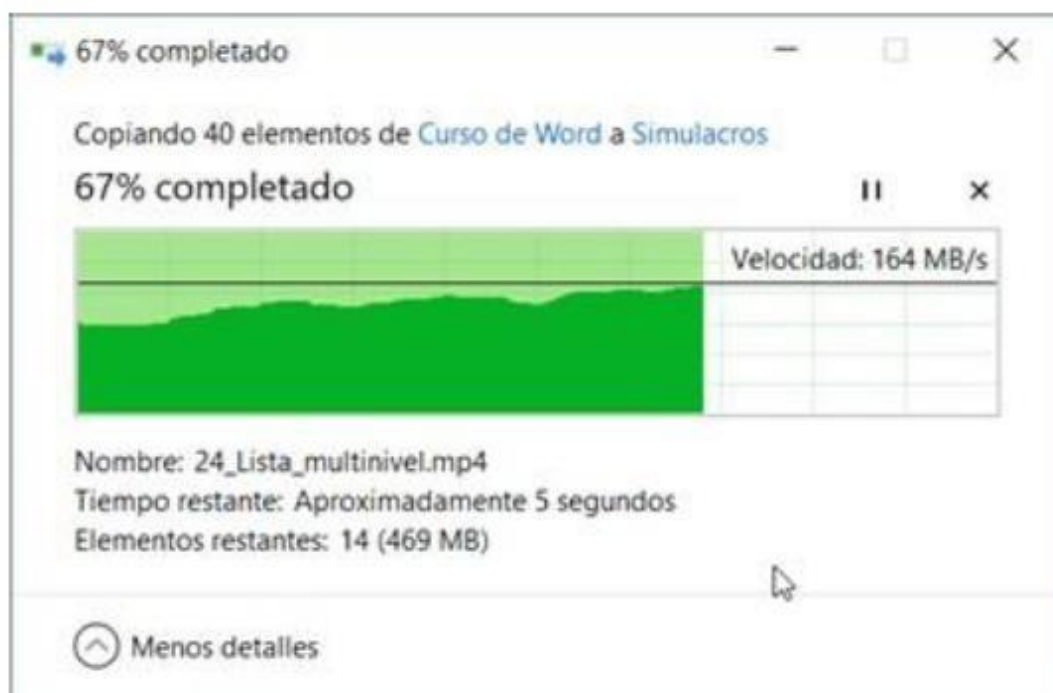 67% completado
Copiando 40 elementos de Curso de Word a Simulacros
67% completado
Velocidad: 164 MB/s
Nombre: 24_Lista_multinivel.mp4
Tiempo restante: Aproximadamente 5 segundos
Elementos restantes: 14 (469 MB)
Menos detalles